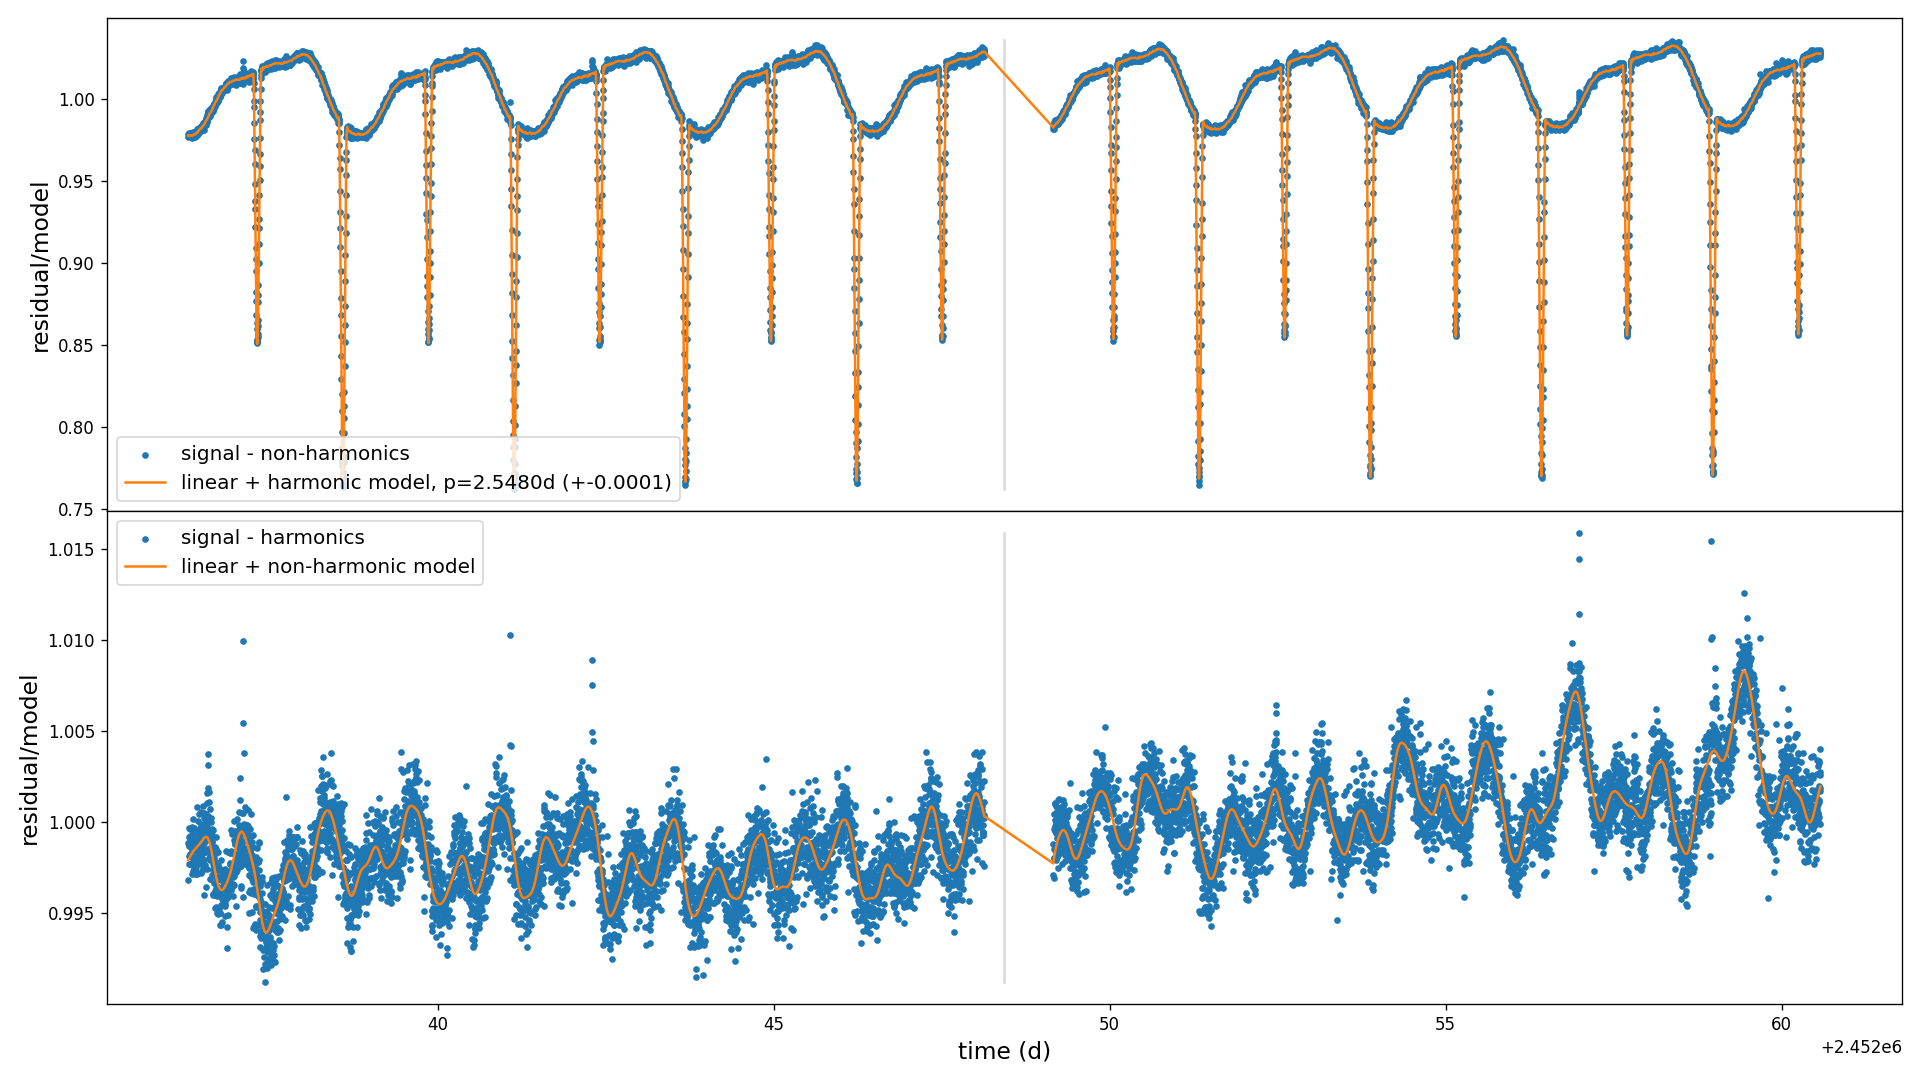 residual/model
1.00
0.95
0.90
0.85
0.80
0.75
signal - non-harmonics
linear + harmonic model, p=2.5480d (+-0.0001)
residual/model
1.015
1.010
1.005
1.000
0.995
signal - harmonics
linear + non-harmonic model
40
45
50
55
60
time (d)
+2.452e6